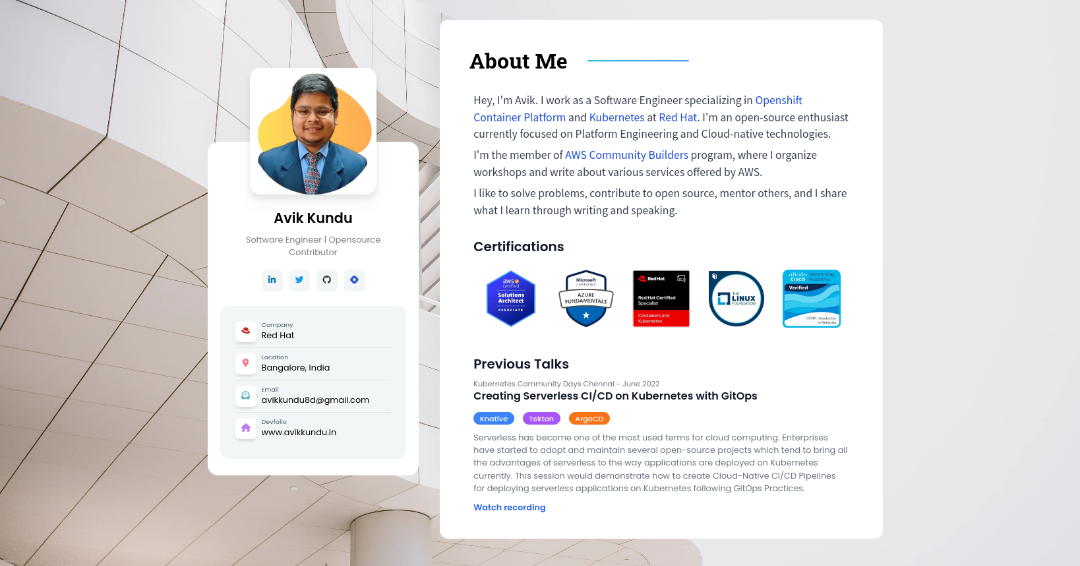 Avik Kundu
Software Engineer | Opensource
Contributor
in
Company
Red Hat
Location
Bangalore, India
Email
avikkundu8d@gmail.com
Devfolio
www.avikkundu.in
About Me
Hey, I'm Avik. I work as a Software Engineer specializing in Openshift
Container Platform and Kubernetes at Red Hat. I'm an open-source enthusiast
currently focused on Platform Engineering and Cloud-native technologies.
I'm the member of AWS Community Builders program, where I organize
workshops and write about various services offered by AWS.
I like to solve problems, contribute to open source, mentor others, and I share
what I learn through writing and speaking.
Certifications
aws
certified
Solutions
Architect
ASSOCIATE
Microsoft
CERTIFIED
AZURE
FUNDAMENTALS
Red Hat
Red Hat Certified
Specialist
Containers and
Kubernetes
THE
LINUX
FOUNDATION
CISCO
Verified
Previous Talks
Kubernetes Community Days Chennai - June 2022
Creating Serverless CI/CD on Kubernetes with GitOps
Knative
Tekton
ArgoCD
Serverless has become one of the most used terms for cloud computing. Enterprises
have started to adopt and maintain several open-source projects which tend to bring all
the advantages of serverless to the way applications are deployed on Kubernetes
currently. This session would demonstrate how to create Cloud-Native CI/CD Pipelines
for deploying serverless applications on Kubernetes following GitOps Practices.
Watch recording